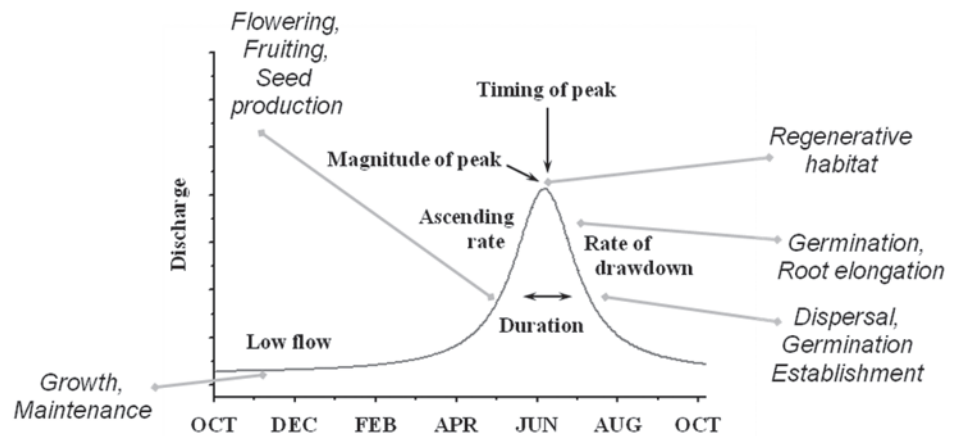 Flowering,
Fruiting,
Seed
production
Timing of peak
Magnitude of peak
Regenerative
habitat
Discharge
Ascending
rate
Rate of
drawdown
Germination,
Root elongation
Duration
Dispersal,
Germination
Establishment
Low flow
Growth,
Maintenance
OCT DEC FEB APR JUN AUG OCT